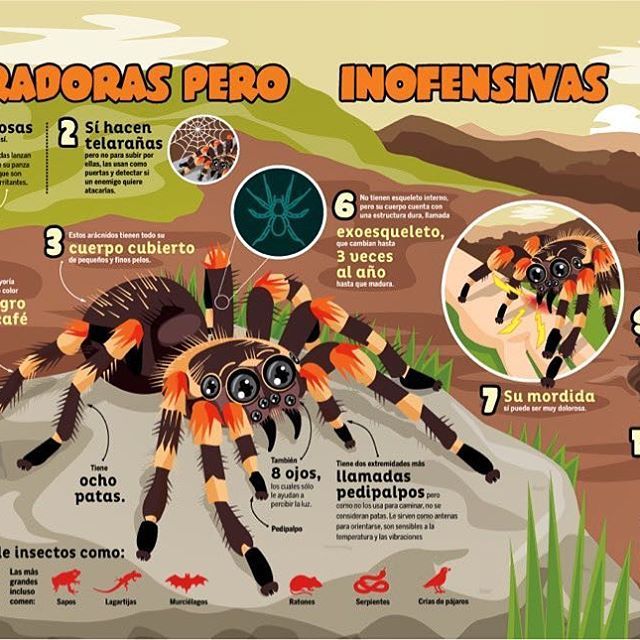 RADORAS PERO INOFENSIVAS
osas
sí.
das lanzan
su panza
que son
irritantes.
2 Sí hacen
telarañas
pero no para subir por
ellas, las usan como
puertas y detectar si
un enemigo quiere
atacarlas.
3 Estos arácnidos tienen todo su
cuerpo cubierto
de pequeños y finos pelos.
yoría
color
gro
café
6 No tienen esqueleto interno,
pero su cuerpo cuenta con
una estructura dura, llamada
exoesqueleto,
que cambian hasta
3 veces
al año
hasta que madura.
7 Su mordida
sí puede ser muy dolorosa.
Tiene
ocho
patas.
También
8 ojos,
los cuales sólo
le ayudan a
percibir la luz.
Pedipalpo
Tiene dos extremidades más
llamadas
pedipalpos pero
como no los usa para caminar, no se
consideran patas. Le sirven como antenas
para orientarse, son sensibles a la
temperatura y las vibraciones
de insectos como:
Las más
grandes
incluso
comen:
Sapos
Lagartijas
Murciélagos
Ratones
Serpientes
Crías de pájaros